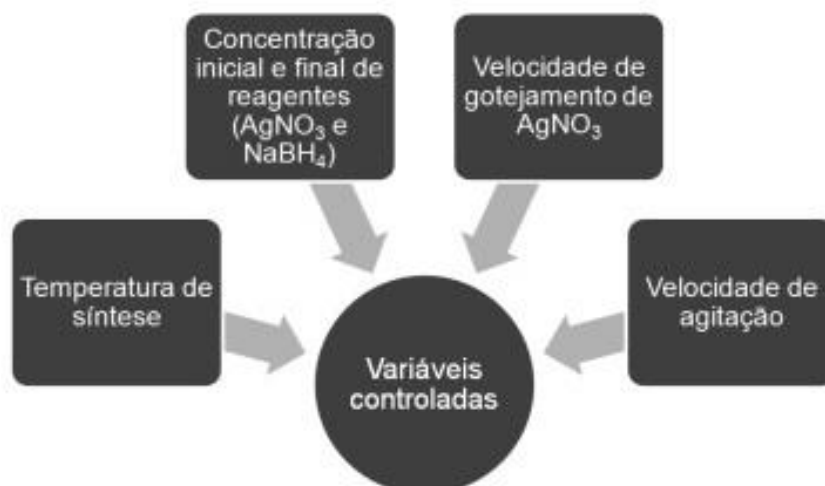 Concentração
inicial e final de
reagentes
(AgNO₃ e
NaBH₄)
Velocidade de
gotejamento de
AgNO₃
Temperatura de
síntese
Velocidade de
agitação
Variáveis
controladas